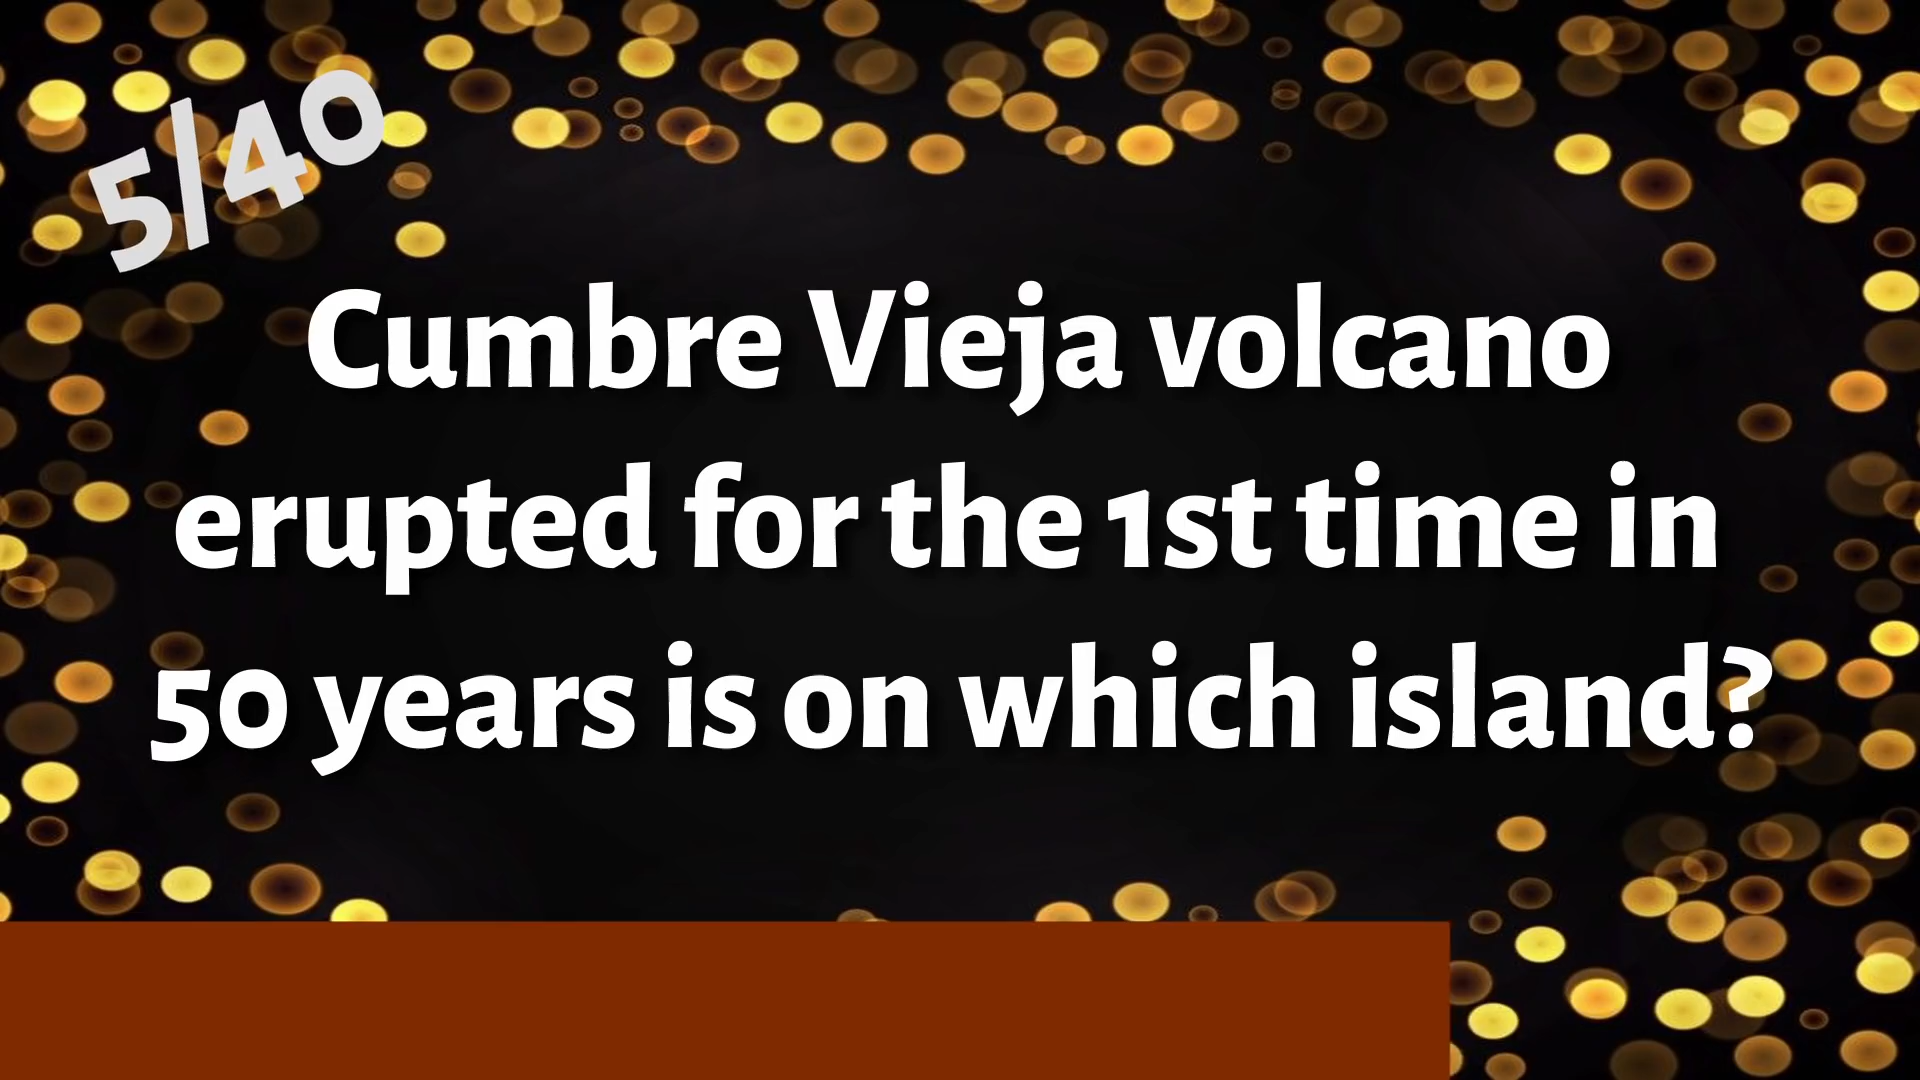 5/40
Cumbre Vieja volcano
erupted for the 1st time in
50 years is on which island?